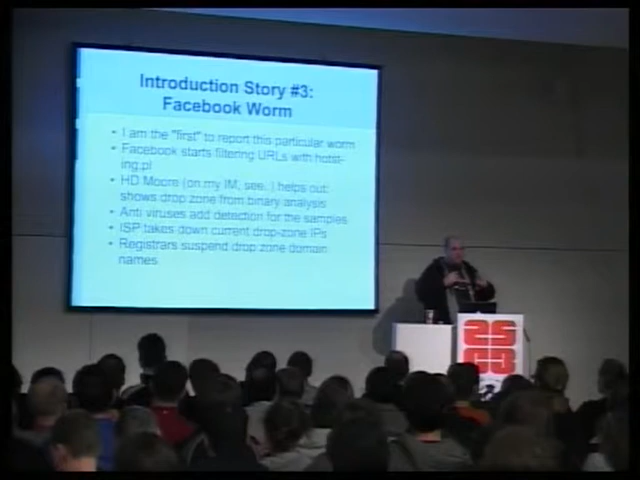 Introduction Story #3:
Facebook Worm
• I am the "first" to report this particular worm
• Facebook starts filtering URLs with hotst-
ing.pl
• HD Moore (on my IM, see..) helps out:
shows drop zone from binary analysis
• Anti viruses add detection for the samples
• ISP takes down current drop-zone IPs
• Registrars suspend drop zone domain
names
25C3